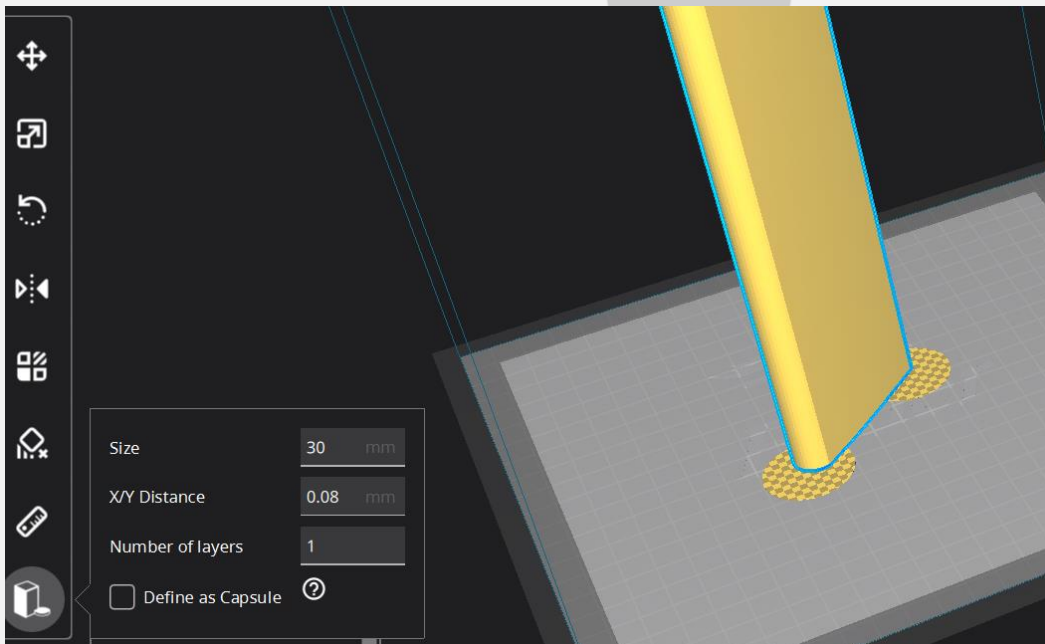 Size 30 mm
X/Y Distance 0.08 mm
Number of layers 1
Define as Capsule ?